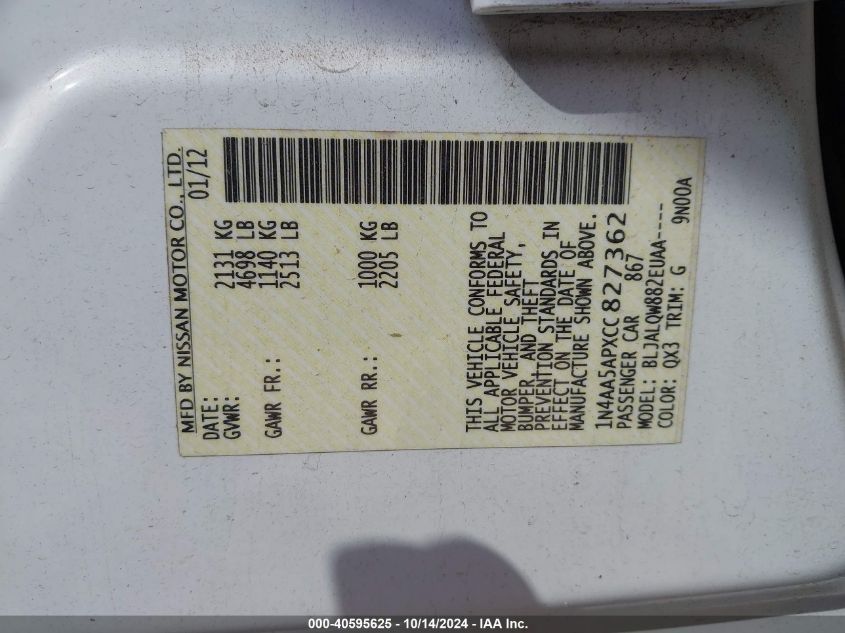 MFD BY NISSAN MOTOR CO., LTD.
DATE: 01/12
GVWR: 2131 KG
4698 LB
GAWR FR.: 1140 KG
2513 LB
GAWR RR.: 1000 KG
2205 LB
THIS VEHICLE CONFORMS TO
ALL APPLICABLE FEDERAL
MOTOR VEHICLE SAFETY,
BUMPER, AND THEFT
PREVENTION STANDARDS IN
EFFECT ON THE DATE OF
MANUFACTURE SHOWN ABOVE.
1N4AA5APXCC827362
PASSENGER CAR 867
MODEL: BLJALQW882EUAA----
COLOR: QX3 TRIM: G 9N00A
000-40595625 - 10/14/2024 - IAA Inc.